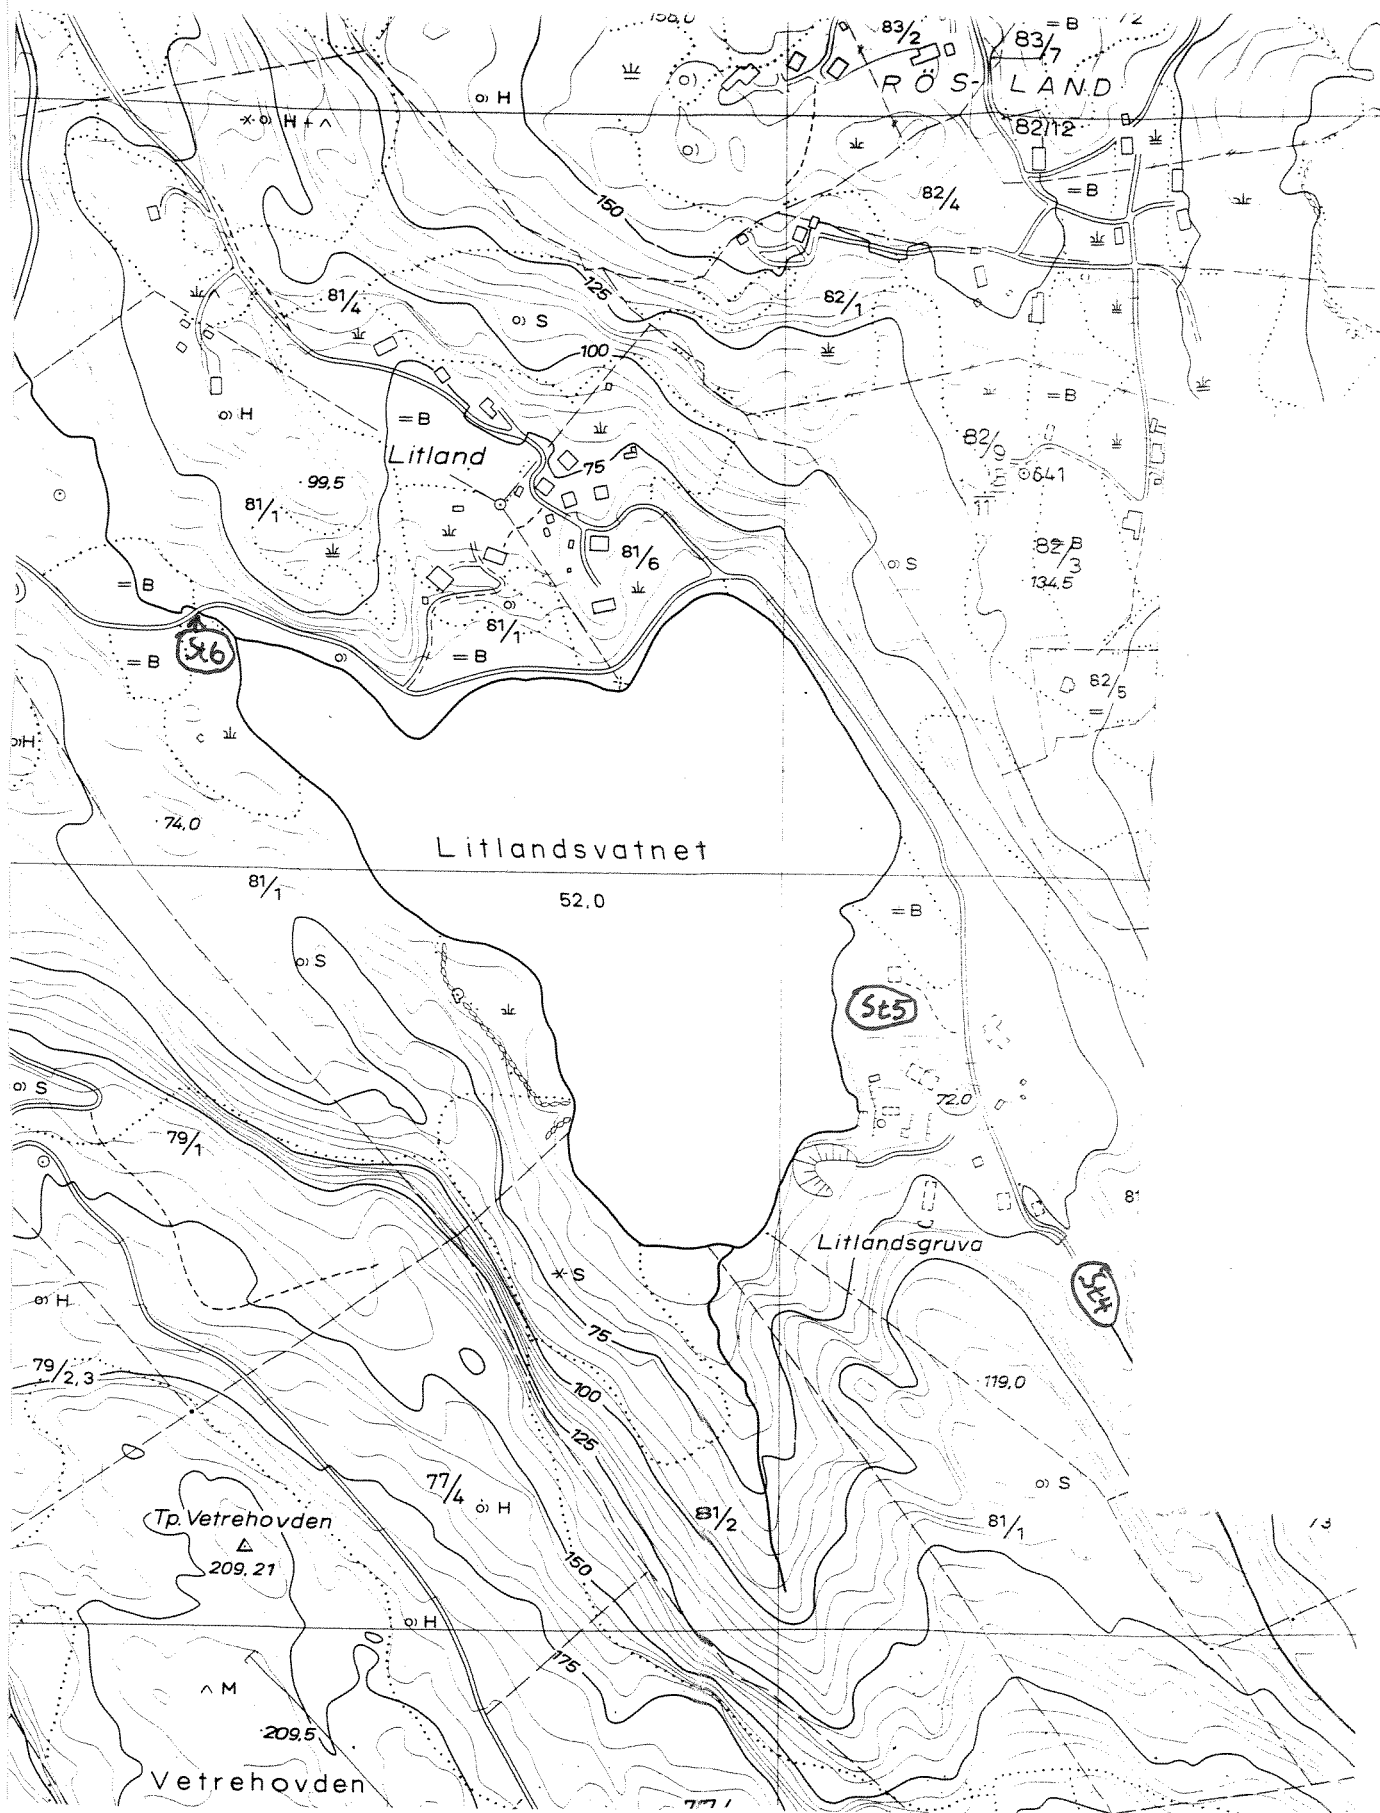 83/2
= B
83/7
RÖS-LAND
H
H + ʌ
82/12
= B
150
82/4
125
81/4
82/1
S
100
= B
= B
H
Litland
82/9
75
641
99,5
81/1
11
81/6
82/3
B
S
134.5
= B
81/1
St6
= B
= B
82/5
H
74,0
Litlandsvatnet
81/1
52,0
= B
S
St5
S
72.0
79/1
81
Litlandsgruva
S
St4
H
75
79/2,3
100
119,0
125
77/4
H
S
81/2
81/1
Tp. Vetrehovden
209,21
150
H
175
ʌ M
209,5
Vetrehovden